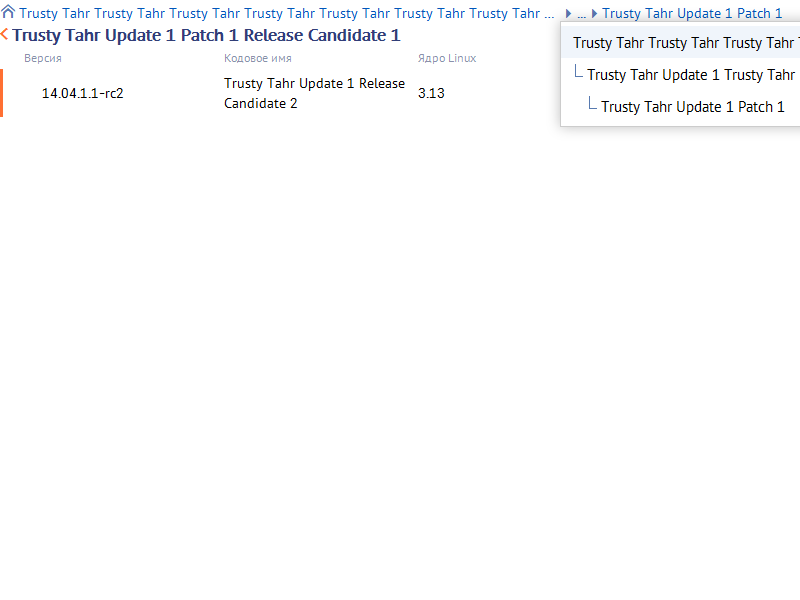 Trusty Tahr Trusty Tahr Trusty Tahr Trusty Tahr Trusty Tahr Trusty Tahr Trusty Tahr ... ... Trusty Tahr Update 1 Patch 1
Trusty Tahr Update 1 Patch 1 Release Candidate 1
Trusty Tahr Trusty Tahr Trusty Tahr
Версия Кодовое имя Ядро Linux
Trusty Tahr Update 1 Trusty Tahr
14.04.1.1-rc2 Trusty Tahr Update 1 Release 3.13
Candidate 2
Trusty Tahr Update 1 Patch 1